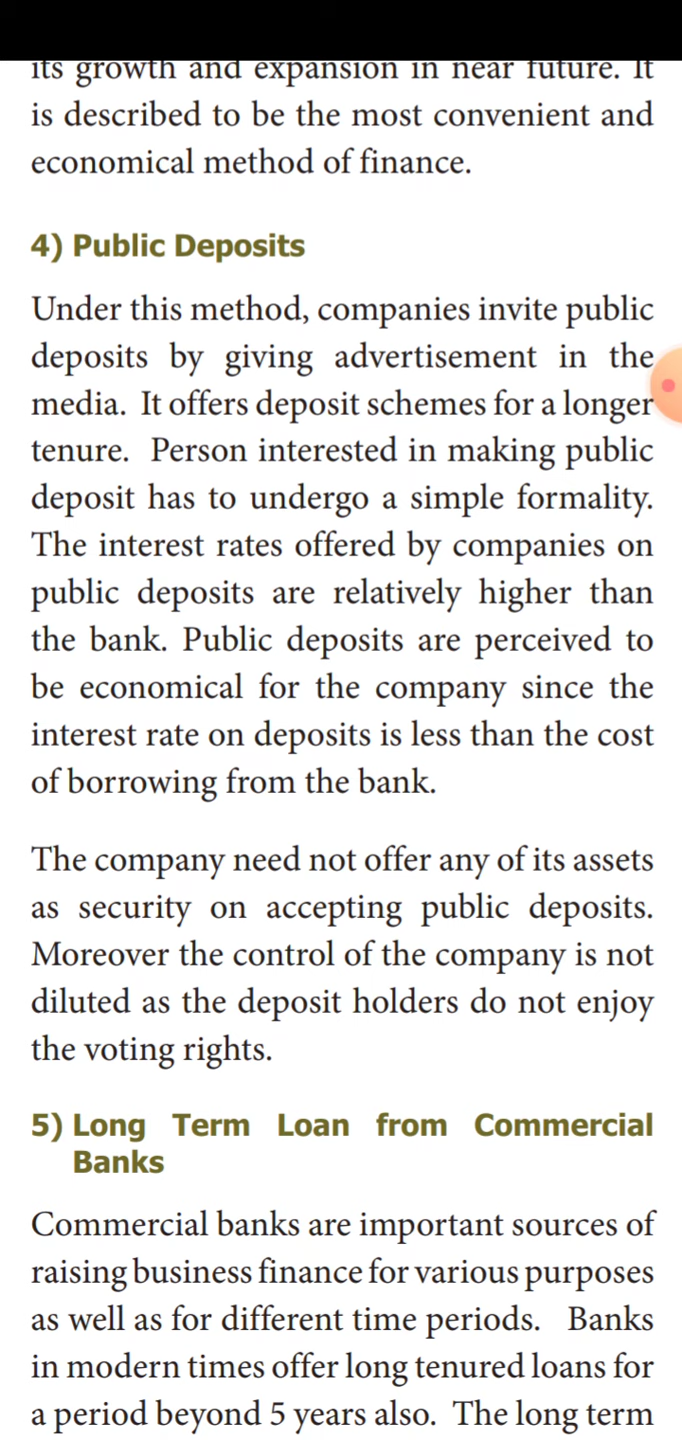 its growth and expansion in near future. It
is described to be the most convenient and
economical method of finance.
4) Public Deposits
Under this method, companies invite public
deposits by giving advertisement in the
media. It offers deposit schemes for a longer
tenure. Person interested in making public
deposit has to undergo a simple formality.
The interest rates offered by companies on
public deposits are relatively higher than
the bank. Public deposits are perceived to
be economical for the company since the
interest rate on deposits is less than the cost
of borrowing from the bank.
The company need not offer any of its assets
as security on accepting public deposits.
Moreover the control of the company is not
diluted as the deposit holders do not enjoy
the voting rights.
5) Long Term Loan from Commercial
Banks
Commercial banks are important sources of
raising business finance for various purposes
as well as for different time periods. Banks
in modern times offer long tenured loans for
a period beyond 5 years also. The long term